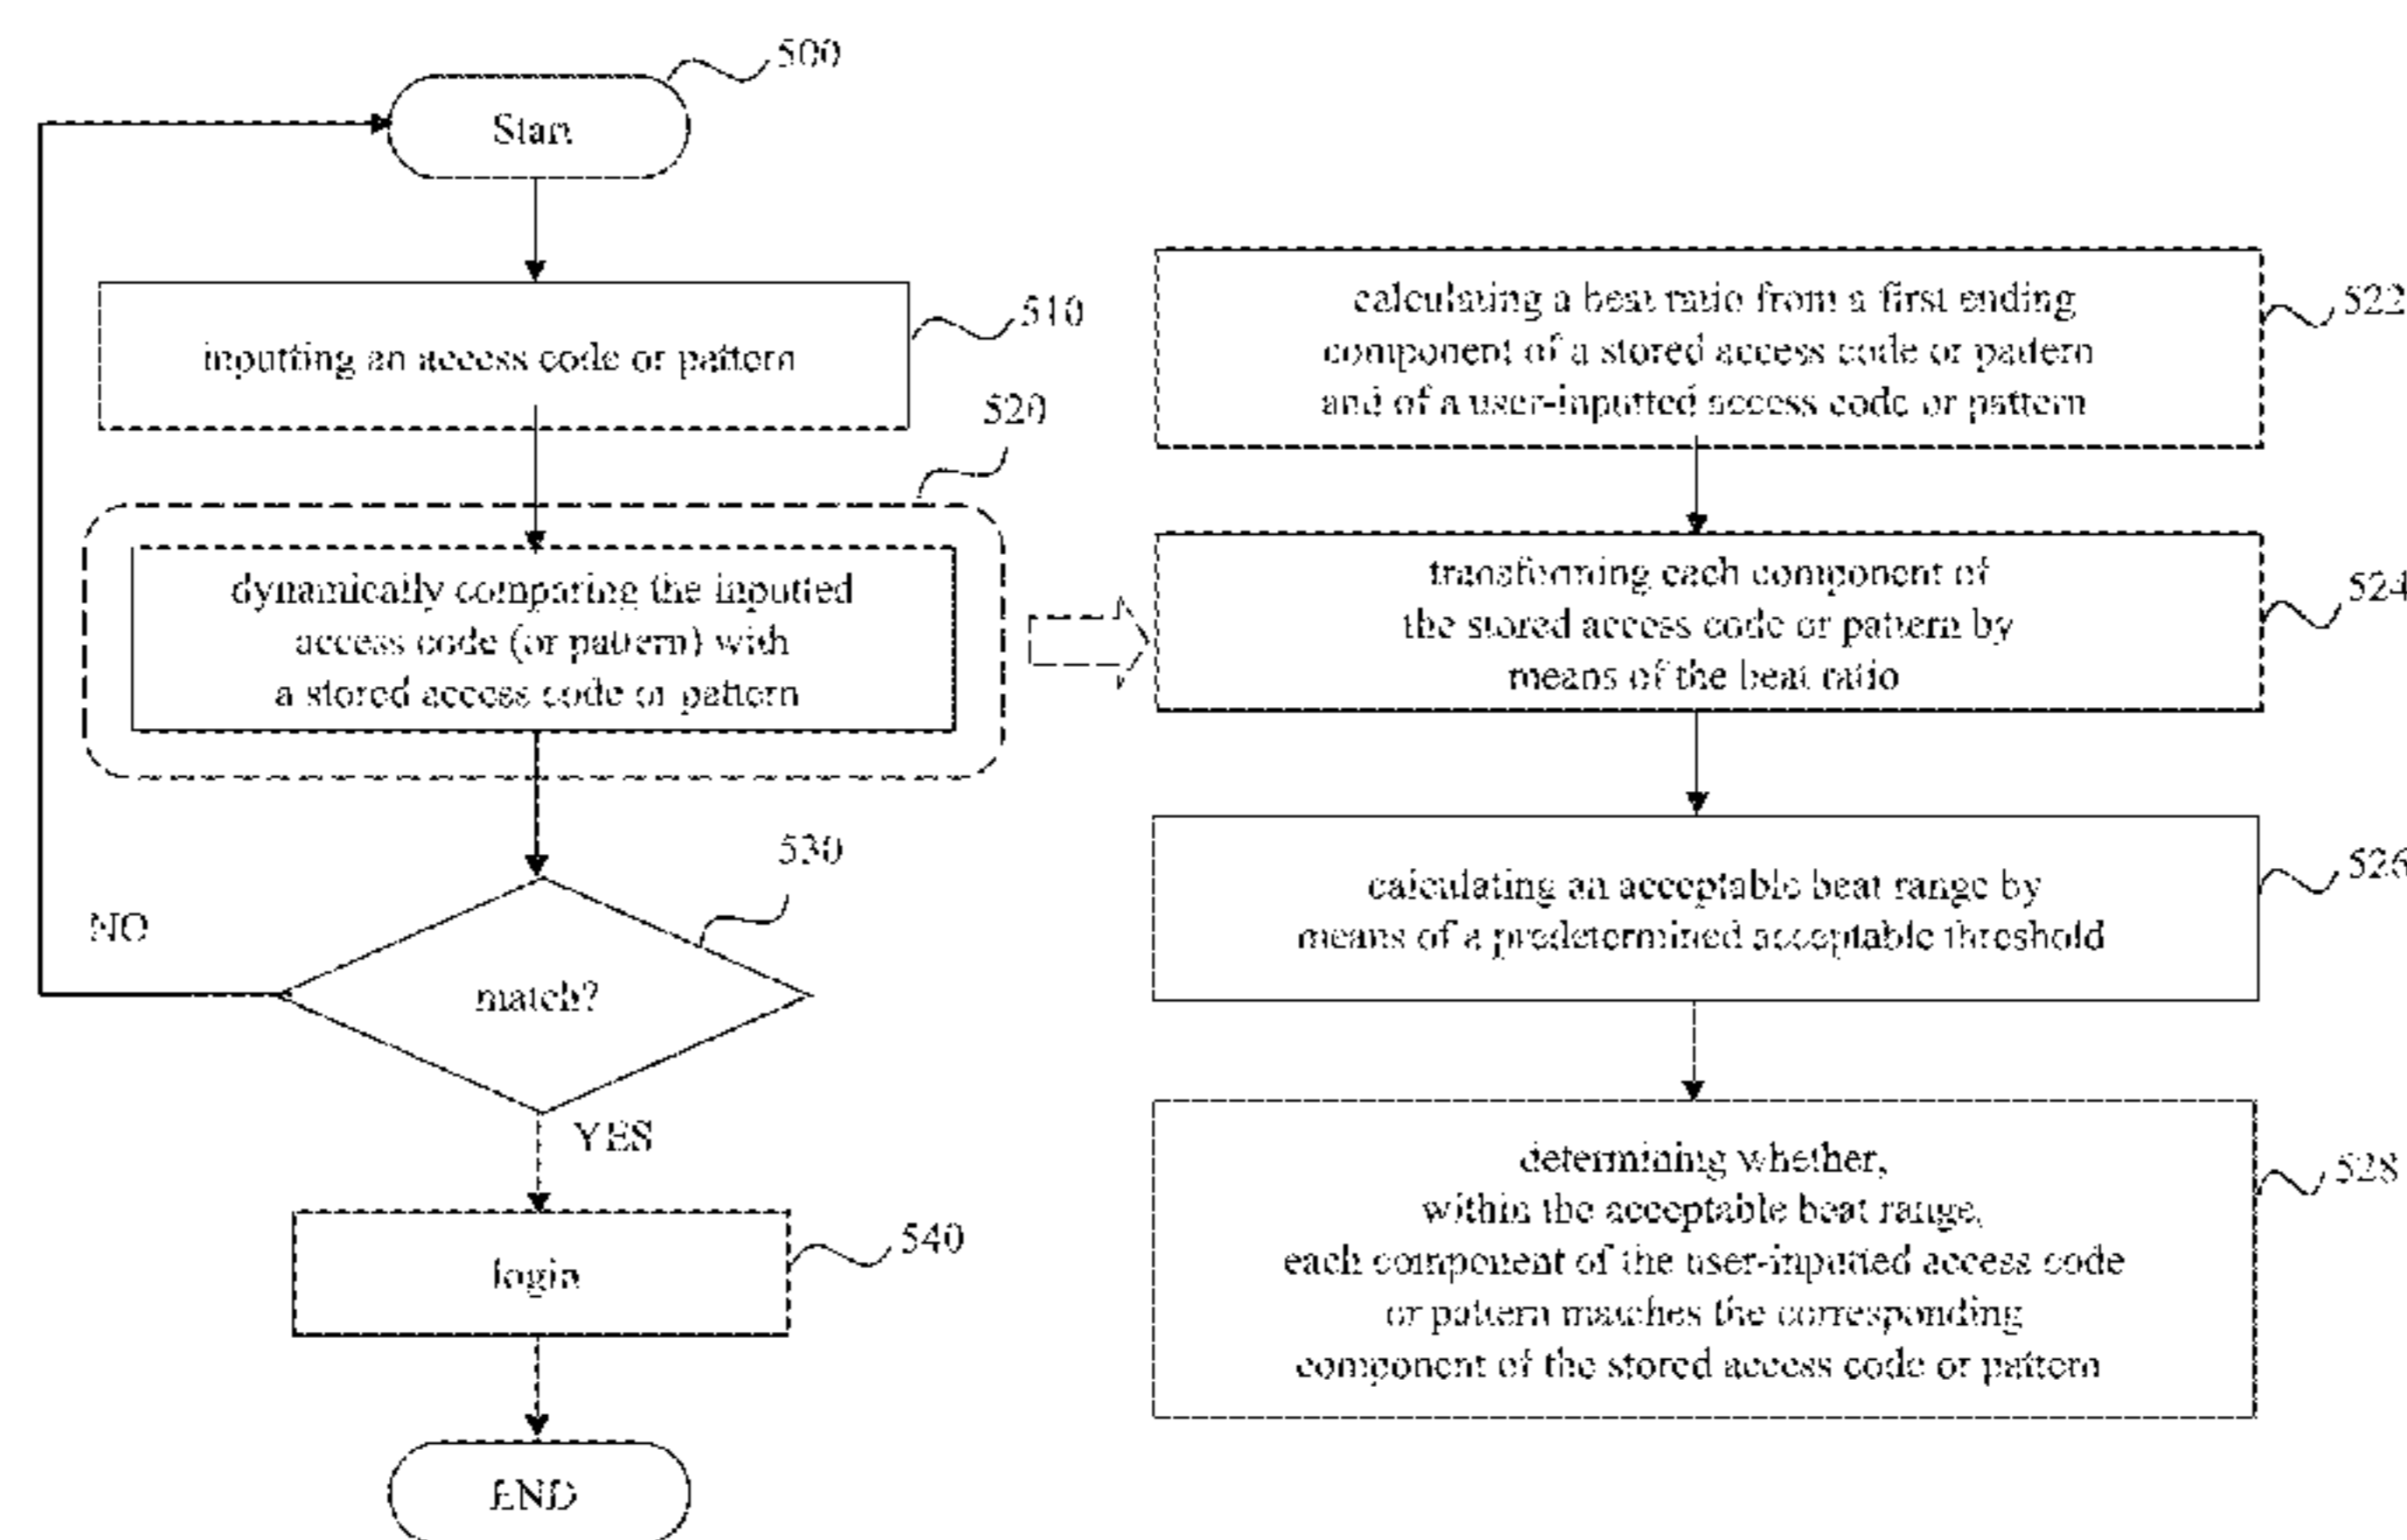 500
Start
510
inputting an access code or pattern
520
dynamically comparing the inputted
access code (or pattern) with
a stored access code or pattern
530
NO
match?
YES
540
login
END
522
calculating a beat ratio from a first ending
component of a stored access code or pattern
and of a user-inputted access code or pattern
524
transforming each component of
the stored access code or pattern by
means of the beat ratio
526
calculating an acceptable beat range by
means of a predetermined acceptable threshold
528
determining whether,
within the acceptable beat range,
each component of the user-inputted access code
or pattern matches the corresponding
component of the stored access code or pattern